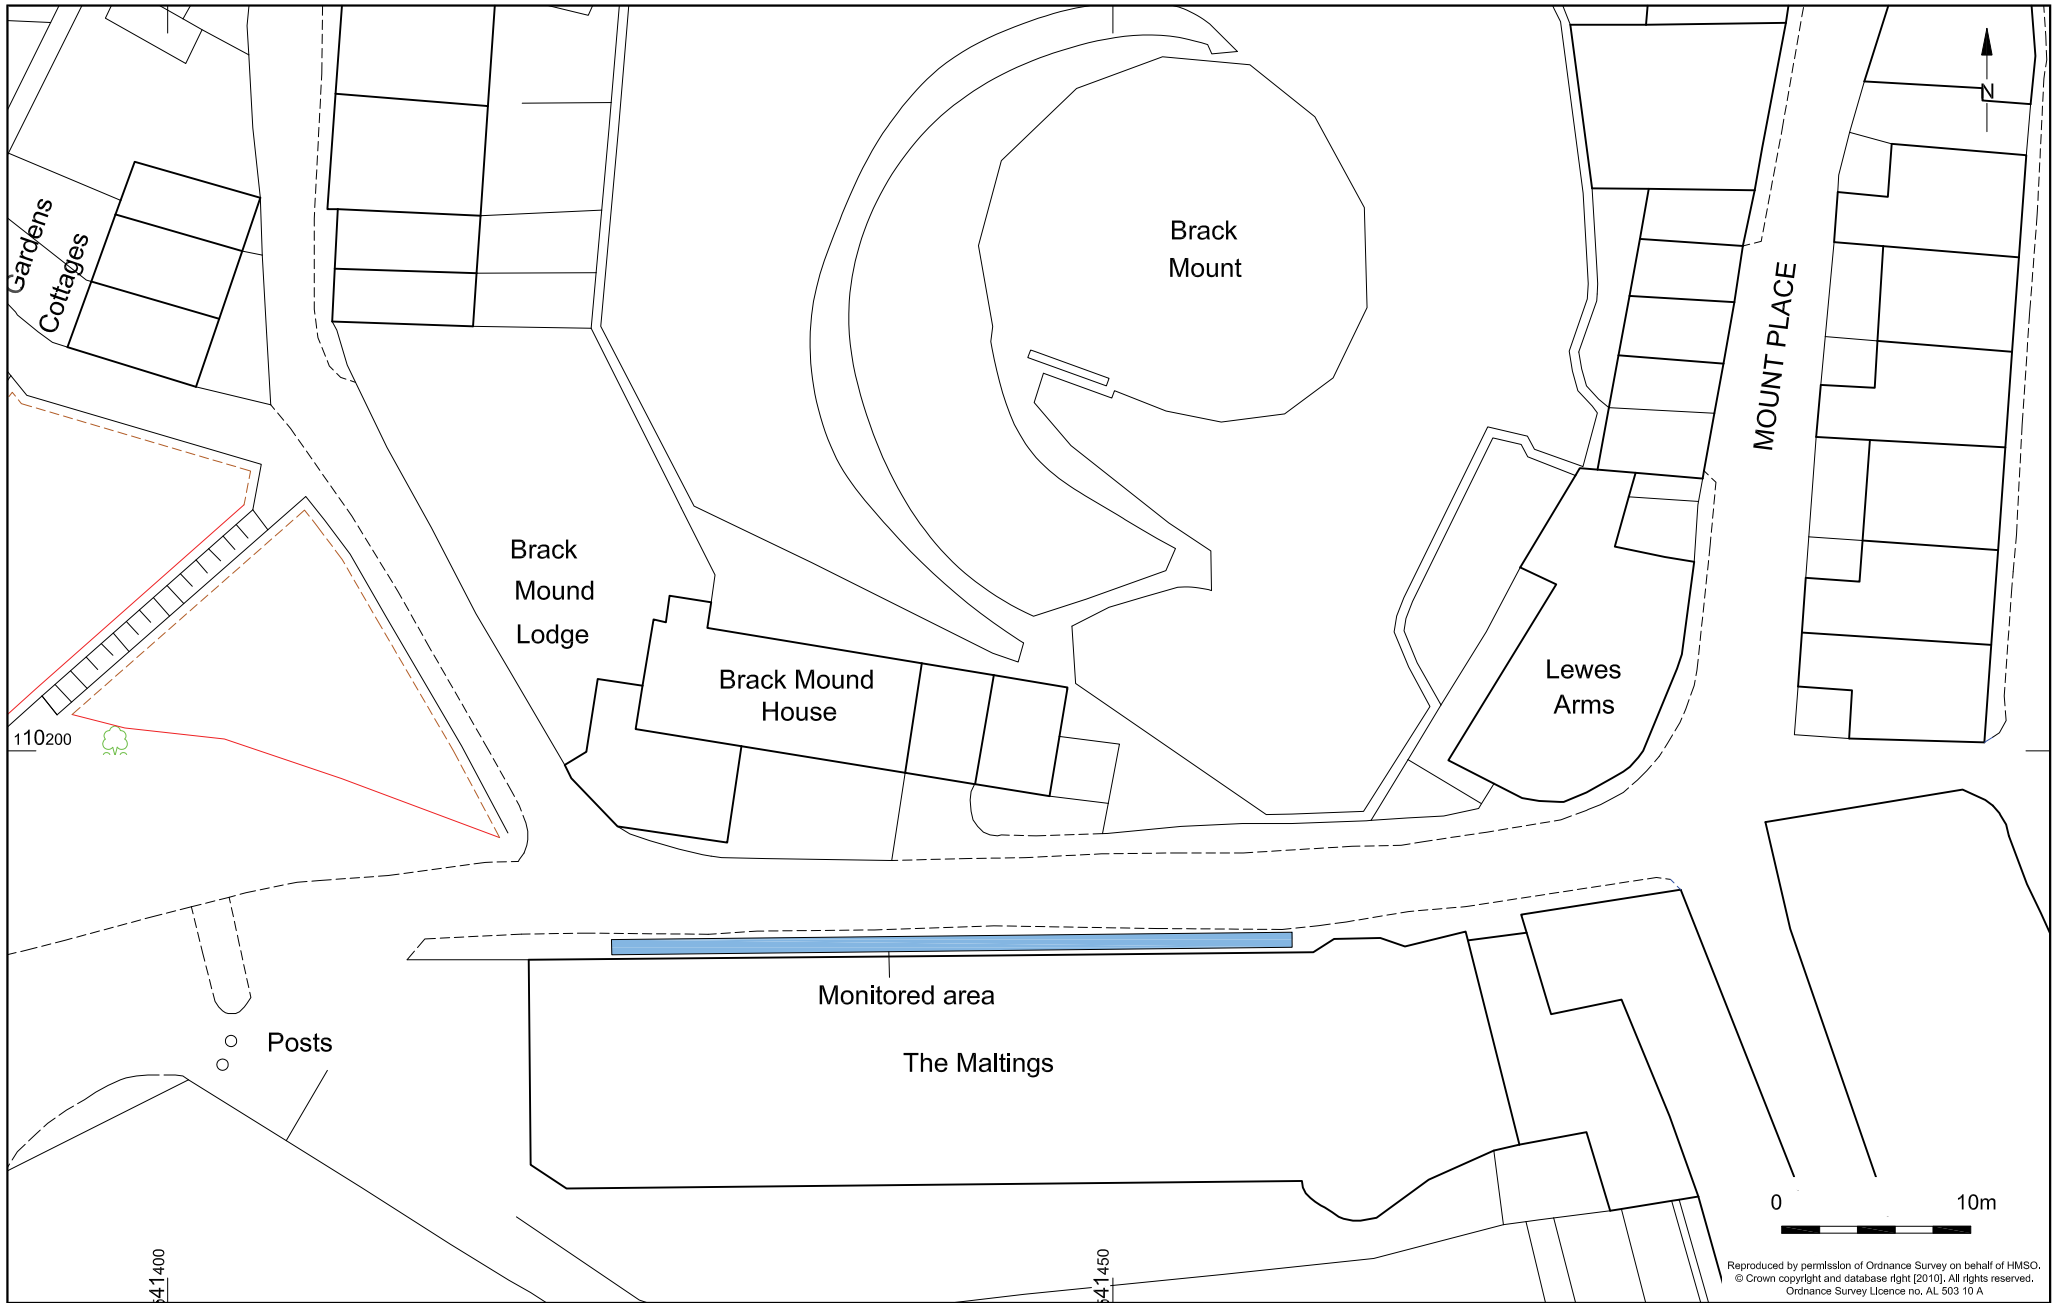 N
Gardens
Cottages
Brack
Mount
MOUNT PLACE
Brack
Mound
Lodge
Brack Mound
House
Lewes
Arms
110200
Monitored area
The Maltings
Posts
0 10m
541400
541450
Reproduced by permission of Ordnance Survey on behalf of HMSO.
© Crown copyright and database right [2010]. All rights reserved.
Ordnance Survey Licence no. AL 503 10 A